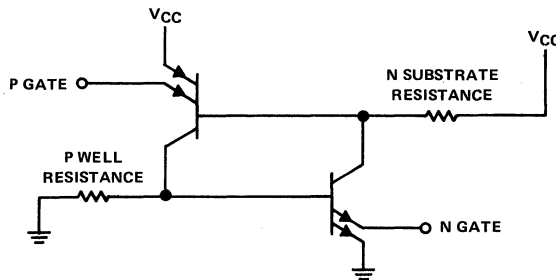 VCC
VCC
P GATE
N SUBSTRATE
RESISTANCE
P WELL
RESISTANCE
N GATE